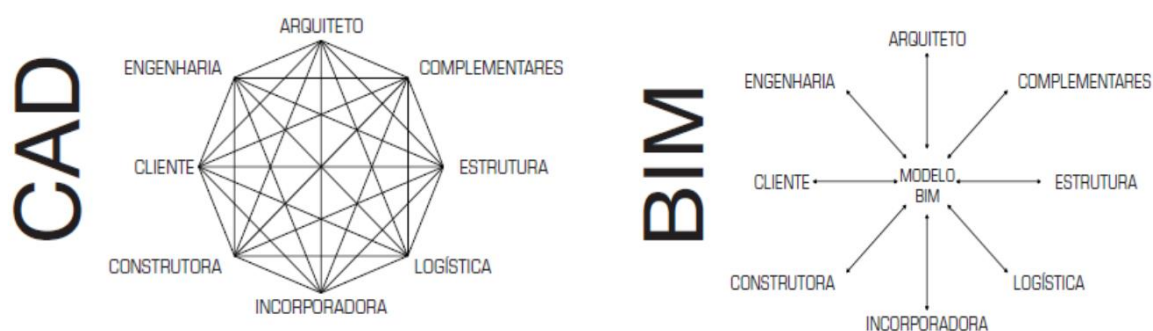 CAD
ARQUITETO
ENGENHARIA
COMPLEMENTARES
CLIENTE
ESTRUTURA
CONSTRUTORA
LOGÍSTICA
INCORPORADORA
BIM
ARQUITETO
ENGENHARIA
COMPLEMENTARES
CLIENTE
MODELO
BIM
ESTRUTURA
CONSTRUTORA
LOGÍSTICA
INCORPORADORA